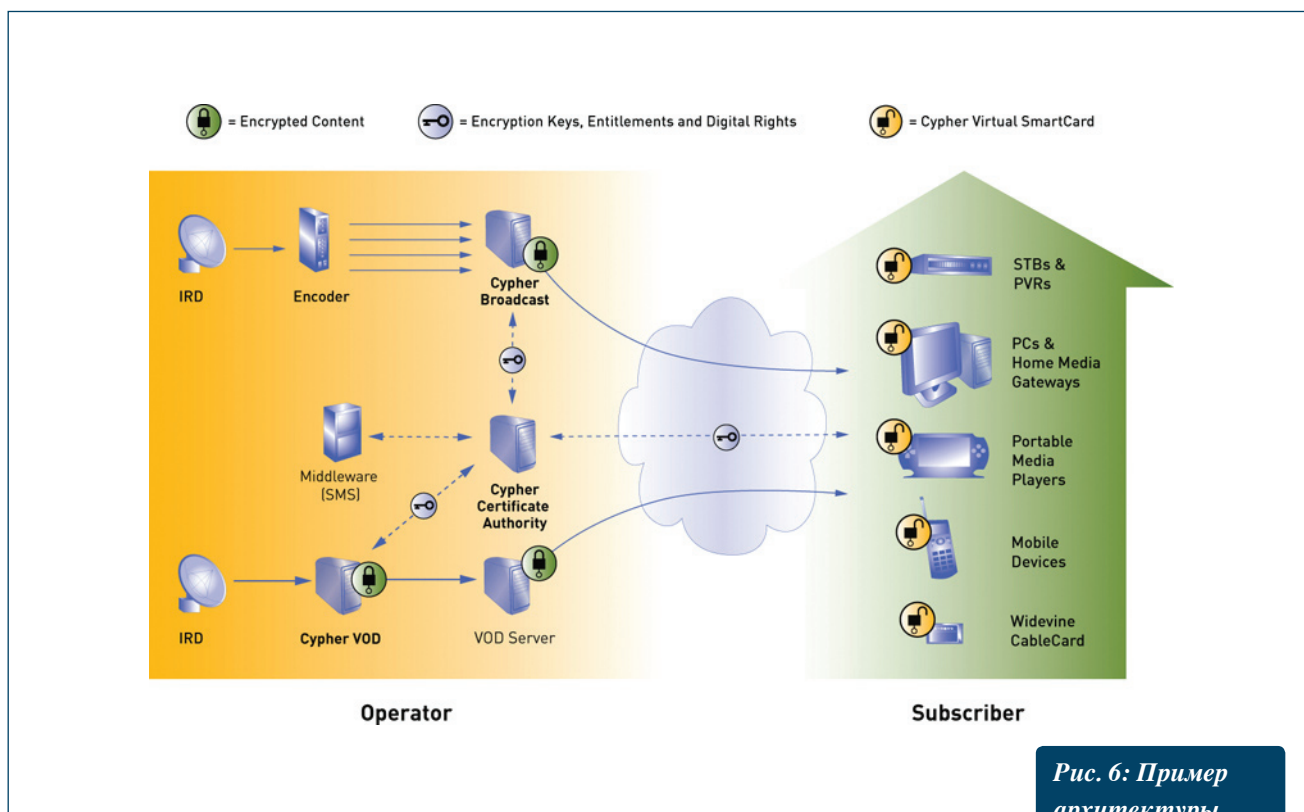 = Encrypted Content
= Encryption Keys, Entitlements and Digital Rights
= Cypher Virtual SmartCard
IRD
Encoder
Cypher
Broadcast
Middleware
(SMS)
Cypher
Certificate
Authority
IRD
Cypher VOD
VOD Server
STBs &
PVRs
PCs &
Home Media
Gateways
Portable
Media
Players
Mobile
Devices
Widevine
CableCard
Operator
Subscriber
Рис. 6: Пример
архитектуры